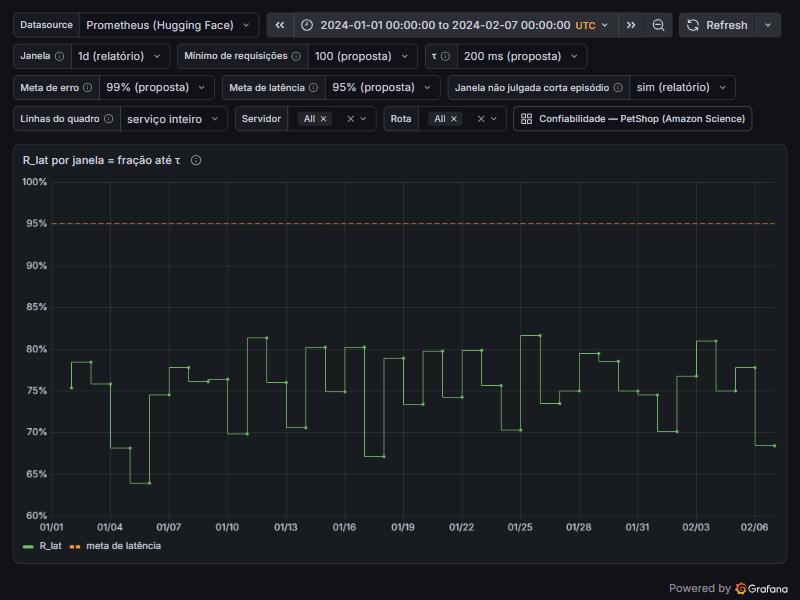 Datasource Prometheus (Hugging Face) 2024-01-01 00:00:00 to 2024-02-07 00:00:00 UTC Refresh
Janela 1d (relatório) Mínimo de requisições 100 (proposta) τ 200 ms (proposta)
Meta de erro 99% (proposta) Meta de latência 95% (proposta) Janela não julgada corta episódio sim (relatório)
Linhas do quadro serviço inteiro Servidor All Rota All Confiabilidade — PetShop (Amazon Science)
R_lat por janela = fração até τ
100%
95%
90%
85%
80%
75%
70%
65%
60%
01/01 01/04 01/07 01/10 01/13 01/16 01/19 01/22 01/25 01/28 01/31 02/03 02/06
R_lat meta de latência
Powered by Grafana